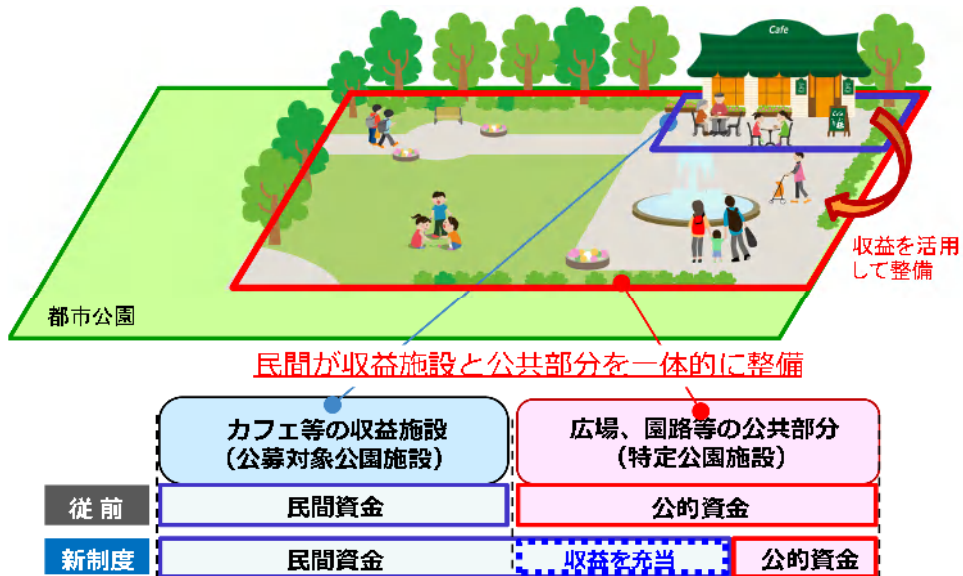 Cafe
Cafe
収益を活用
して整備
都市公園
民間が収益施設と公共部分を一体的に整備
カフェ等の収益施設
(公募対象公園施設)
広場、園路等の公共部分
(特定公園施設)
従前
民間資金
公的資金
新制度
民間資金
収益を充当
公的資金